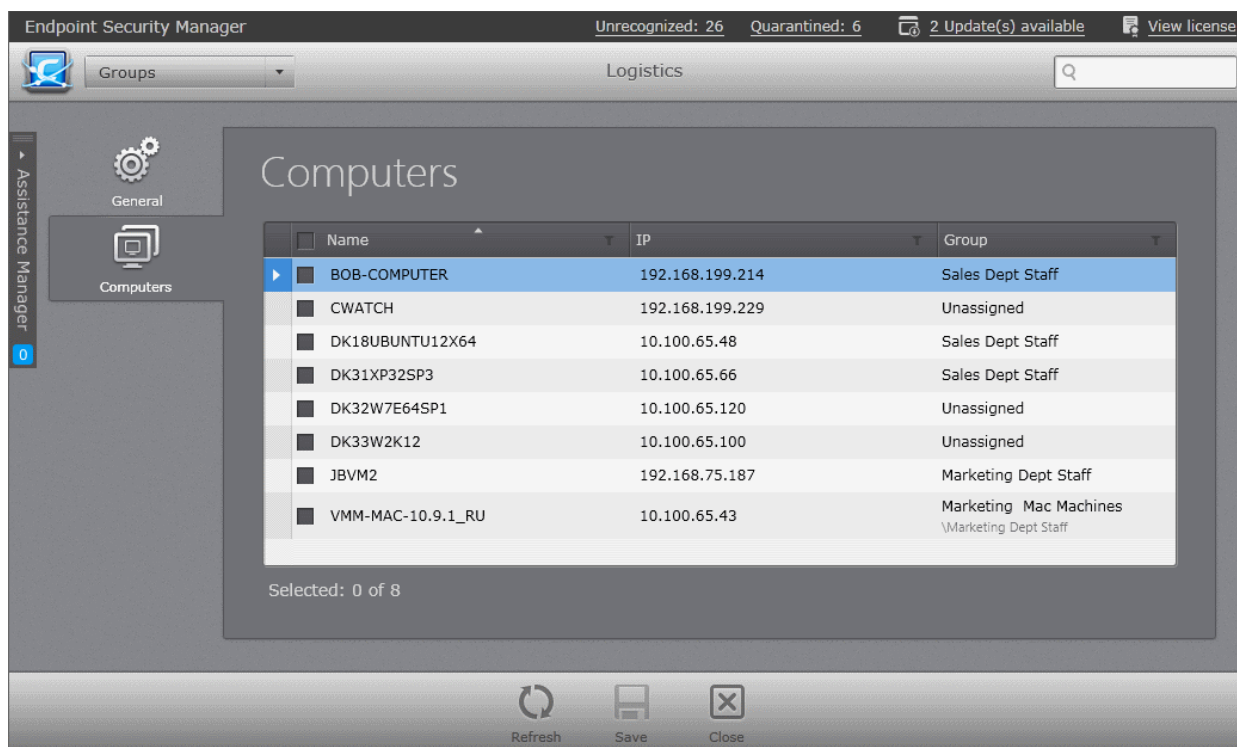 Endpoint Security Manager Unrecognized: 26 Quarantined: 6 2 Update(s) available View license
Groups Logistics
Assistance Manager
0
General
Computers
Computers
Name IP Group
BOB-COMPUTER 192.168.199.214 Sales Dept Staff
CWATCH 192.168.199.229 Unassigned
DK18UBUNTU12X64 10.100.65.48 Sales Dept Staff
DK31XP32SP3 10.100.65.66 Sales Dept Staff
DK32W7E64SP1 10.100.65.120 Unassigned
DK33W2K12 10.100.65.100 Unassigned
JBVM2 192.168.75.187 Marketing Dept Staff
VMM-MAC-10.9.1_RU 10.100.65.43 Marketing Mac Machines
\Marketing Dept Staff
Selected: 0 of 8
Refresh Save Close